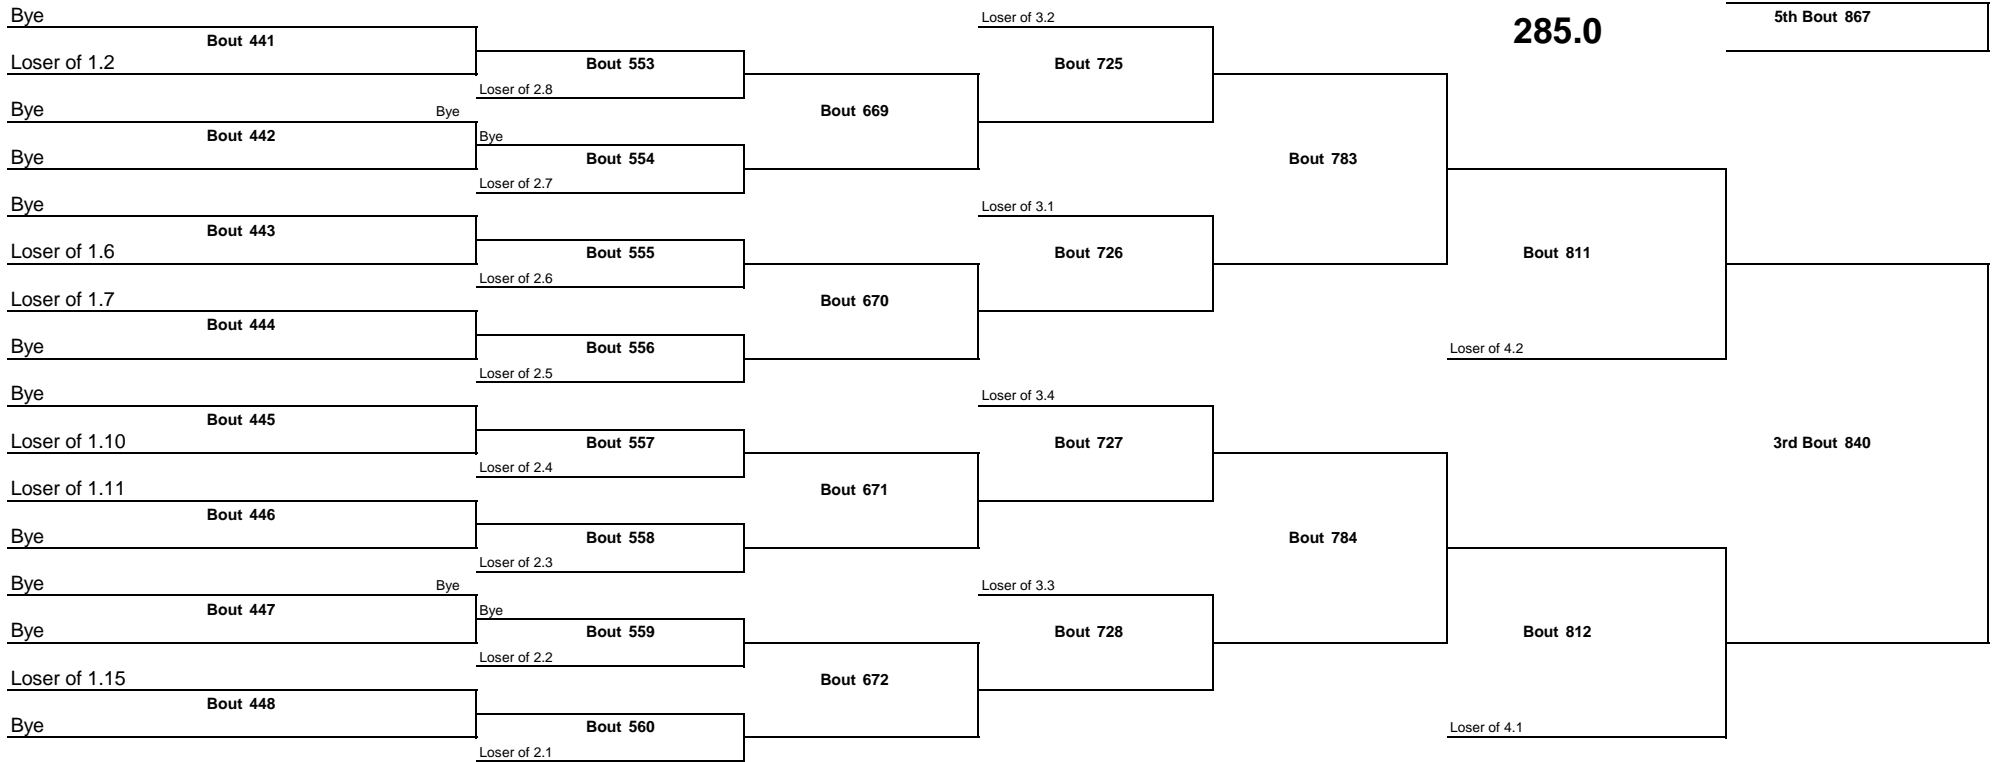 Bye
Bout 441
Loser of 1.2
Bye
Bye
Bout 442
Bye
Bye
Bout 443
Loser of 1.6
Loser of 1.7
Bout 444
Bye
Bye
Bout 445
Loser of 1.10
Loser of 1.11
Bout 446
Bye
Bye
Bye
Bout 447
Bye
Loser of 1.15
Bout 448
Bye
Bout 553
Loser of 2.8
Bye
Bout 554
Loser of 2.7
Bout 555
Loser of 2.6
Bout 556
Loser of 2.5
Bout 557
Loser of 2.4
Bout 558
Loser of 2.3
Bye
Bout 559
Loser of 2.2
Bout 560
Loser of 2.1
Bout 669
Bout 670
Bout 671
Bout 672
Loser of 3.2
Bout 725
Loser of 3.1
Bout 726
Loser of 3.4
Bout 727
Loser of 3.3
Bout 728
Bout 783
Bout 784
285.0
Bout 811
Loser of 4.2
Bout 812
Loser of 4.1
5th Bout 867
3rd Bout 840